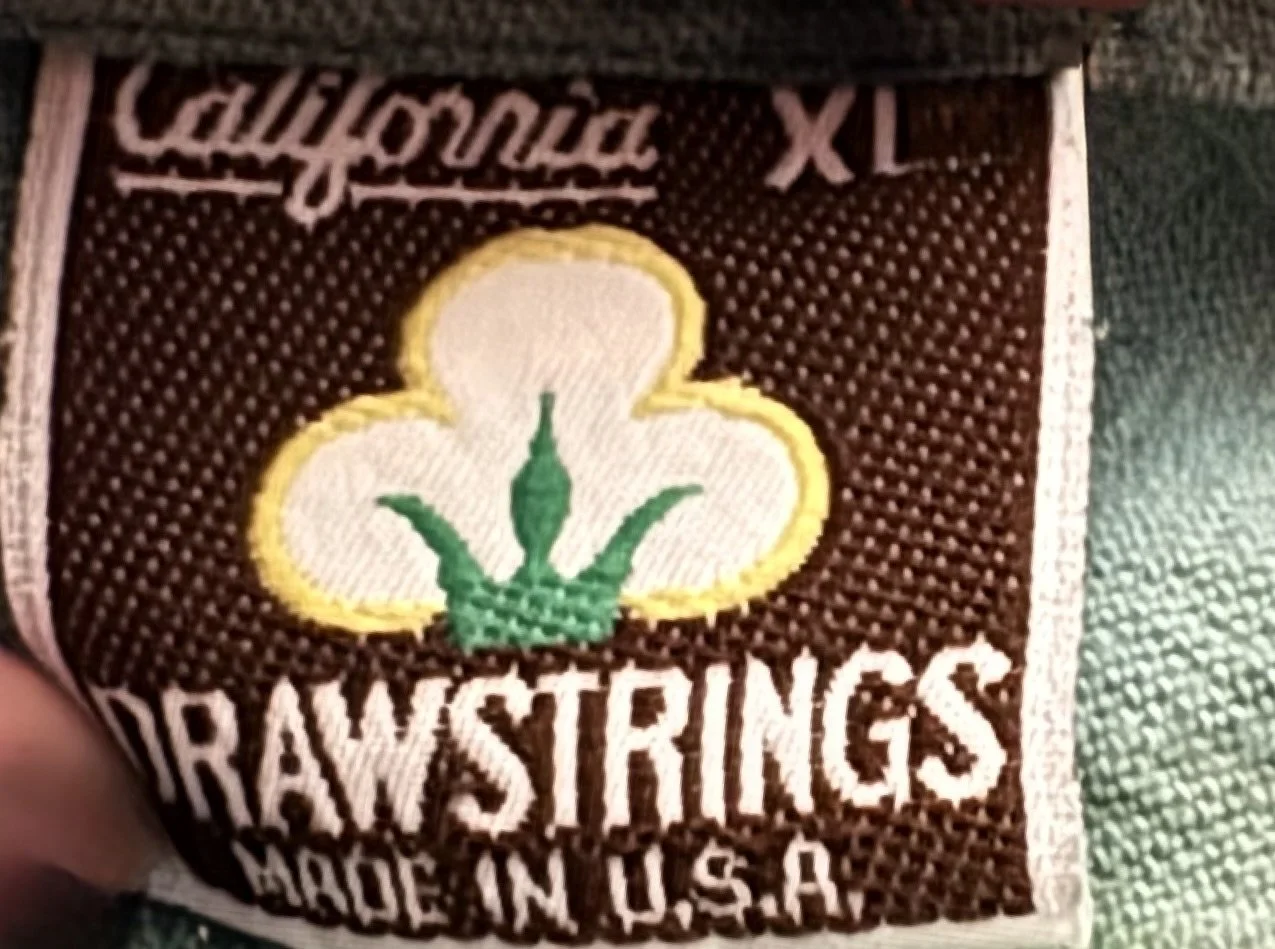 California XL
DRAWSTRINGS
MADE IN U.S.A.